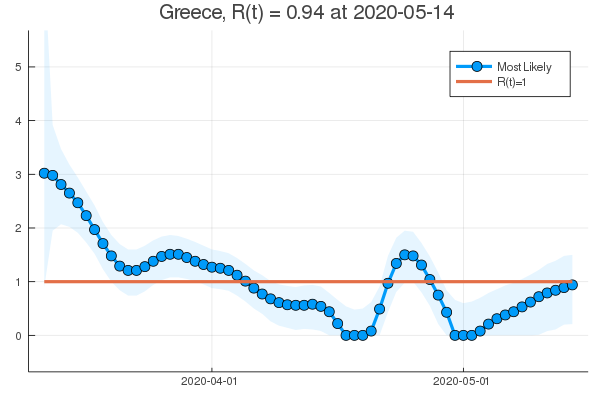 Greece, R(t) = 0.94 at 2020-05-14
Most Likely
R(t)=1
5
4
3
2
1
0
2020-04-01
2020-05-01